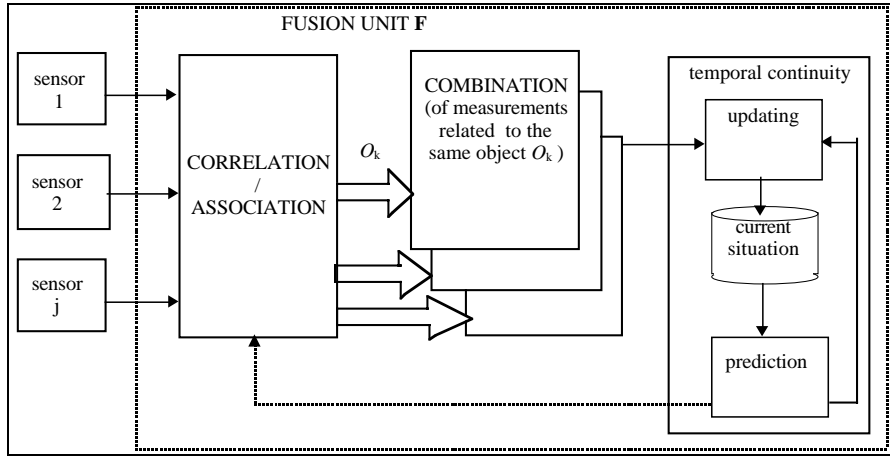 FUSION UNIT F
sensor
1
sensor
2
sensor
j
CORRELATION
/
ASSOCIATION
Ok
COMBINATION
(of measurements
related to the
same object Ok )
temporal continuity
updating
current
situation
prediction